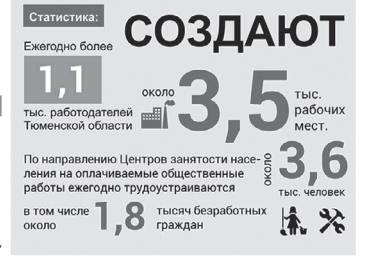 Статистика:
СОЗДАЮТ
Ежегодно более
1,1
тыс. работодателей
Тюменской области
около
3,5
тыс.
рабочих
мест.
По направлению Центров занятости насе-
ления на оплачиваемые общественные
работы ежегодно трудоустраиваются
около
3,6
тыс. человек
в том числе
около
1,8
тысяч безработных
граждан